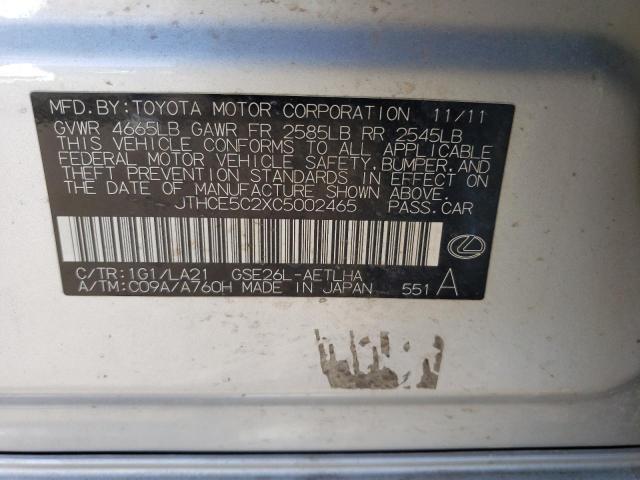 MFD.BY:TOYOTA MOTOR CORPORATION 11/11
GVWR 4665LB GAWR FR 2585LB RR 2545LB
THIS VEHICLE CONFORMS TO ALL APPLICABLE
FEDERAL MOTOR VEHICLE SAFETY,BUMPER,AND
THEFT PREVENTION STANDARDS IN EFFECT ON
THE DATE OF MANUFACTURE SHOWN ABOVE.
JTHCE5C2XC5002465 PASS.CAR
C/TR:1G1/LA21 GSE26L-AETLHA
A/TM:C09A/A760H MADE IN JAPAN 551 A